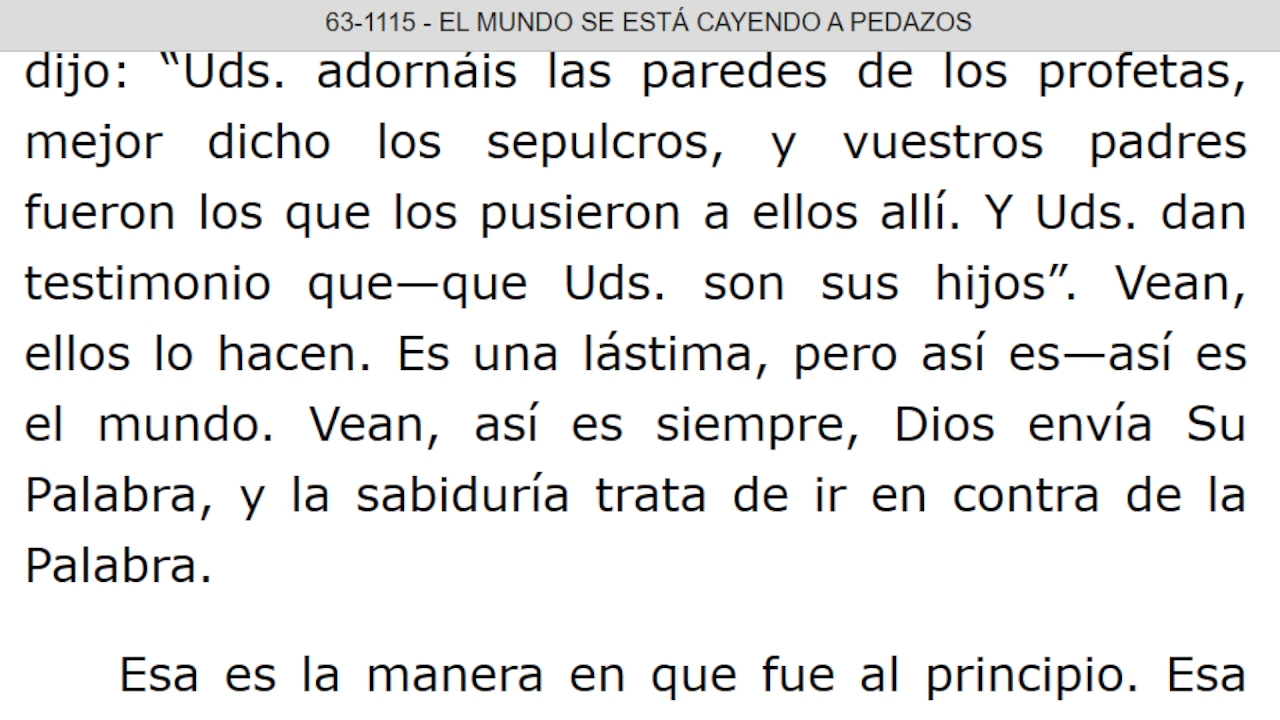 63-1115 - EL MUNDO SE ESTÁ CAYENDO A PEDAZOS
dijo: “Uds. adornáis las paredes de los profetas,
mejor dicho los sepulcros, y vuestros padres
fueron los que los pusieron a ellos allí. Y Uds. dan
testimonio que—que Uds. son sus hijos”. Vean,
ellos lo hacen. Es una lástima, pero así es—así es
el mundo. Vean, así es siempre, Dios envía Su
Palabra, y la sabiduría trata de ir en contra de la
Palabra.
Esa es la manera en que fue al principio. Esa